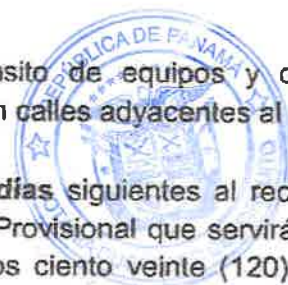 REPÚBLICA DE PANAMÁ
nsito de equipos y
calles adyacentes al
días siguientes al
Provisional que servirá
os ciento veinte (120)